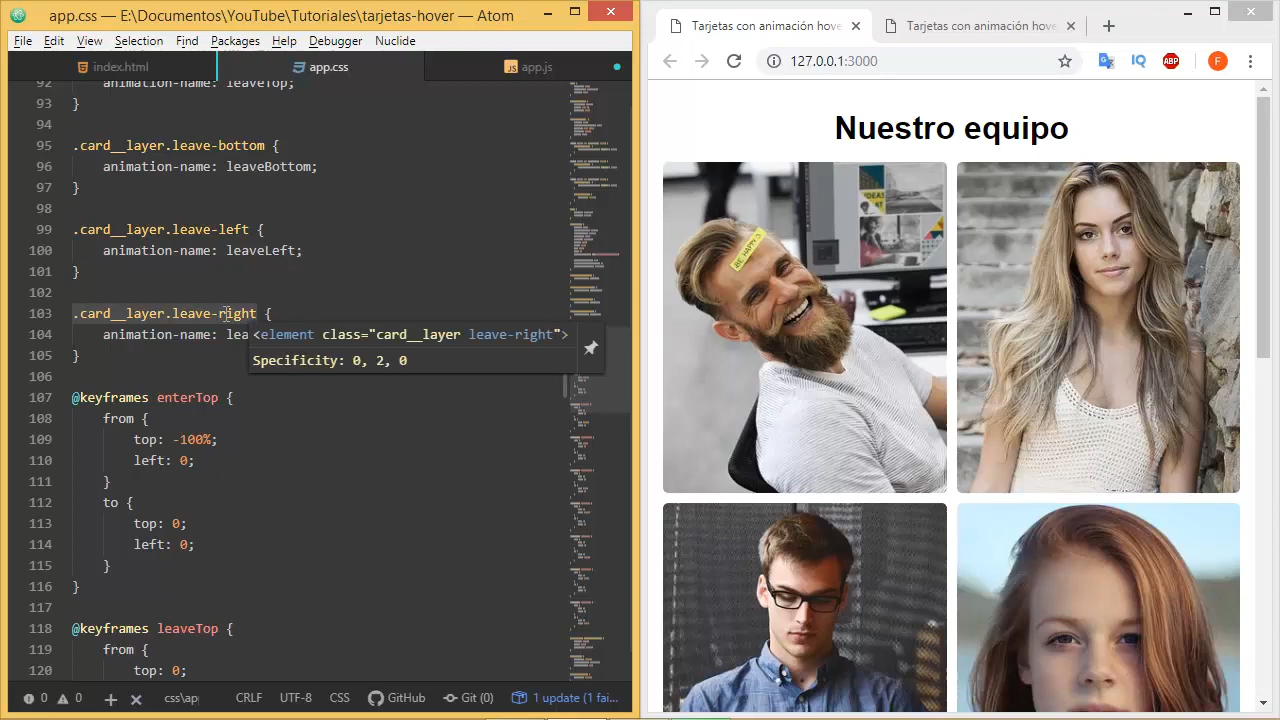 app.css — E:\Documentos\YouTube\Tutoriales\tarjetas-hover — Atom
File Edit View Selection Find Packages Help Debugger Nuclide
index.html app.css app.js
92 animation-name: leaveTop;
93 }
94
95 .card__layer.leave-bottom {
96 animation-name: leaveBottom;
97 }
98
99 .card__layer.leave-left {
100 animation-name: leaveLeft;
101 }
102
103 .card__layer.leave-right {
104 animation-name: lea
<element class="card__layer leave-right">
Specificity: 0, 2, 0
105 }
106
107 @keyframes enterTop {
108 from {
109 top: -100%;
110 left: 0;
111 }
112 to {
113 top: 0;
114 left: 0;
115 }
116 }
117
118 @keyframes leaveTop {
119 from
120 top: 0;
0 0 css\ap CRLF UTF-8 CSS GitHub Git (0) 1 update (1 fai...
Tarjetas con animación hove Tarjetas con animación hove
127.0.0.1:3000 ABP F
Nuestro equipo
BE HAPPY